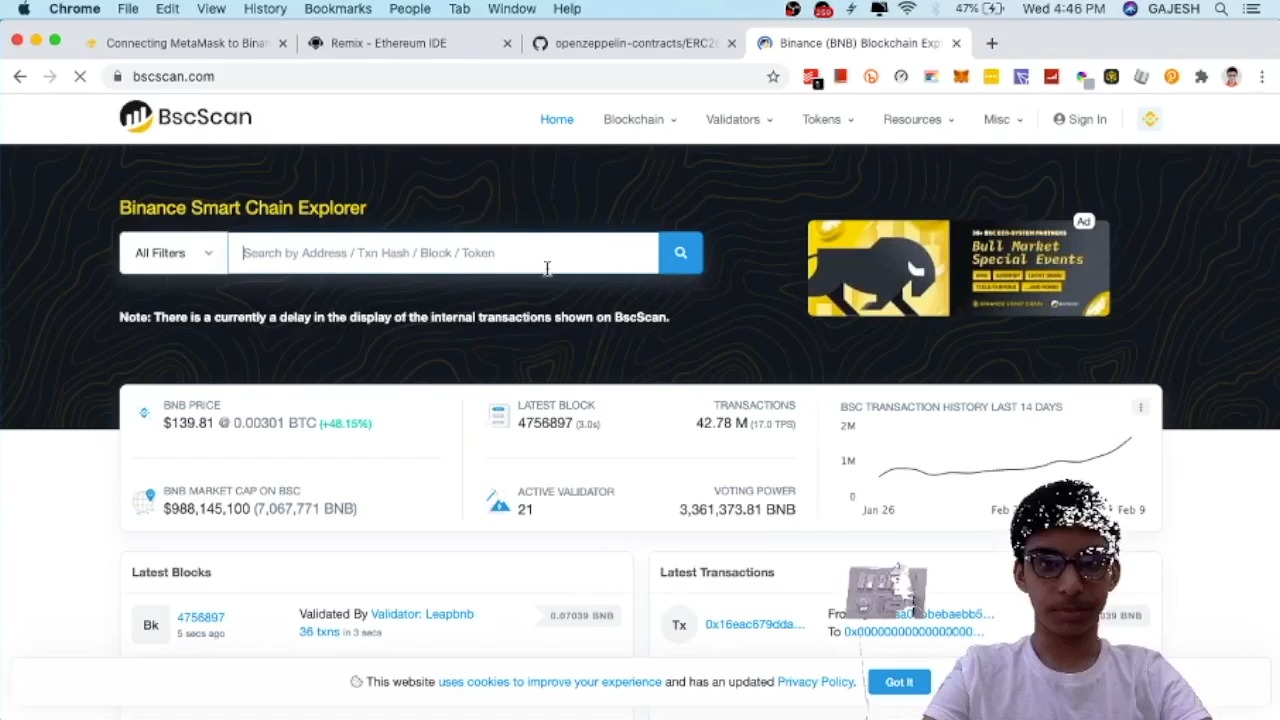 Chrome File Edit View History Bookmarks People Tab Window Help 259 47% Wed 4:46 PM GAJESH
Connecting MetaMask to Binar
Remix - Ethereum IDE
openzeppelin-contracts/ERC2
Binance (BNB) Blockchain Exp
bscscan.com
BscScan
Home Blockchain Validators Tokens Resources Misc Sign In
Binance Smart Chain Explorer
All Filters Search by Address / Txn Hash / Block / Token
Ad
Bull Market
Special Events
Note: There is a currently a delay in the display of the internal transactions shown on BscScan.
BNB PRICE
$139.81 @ 0.00301 BTC (+48.15%)
BNB MARKET CAP ON BSC
$988,145,100 (7,067,771 BNB)
LATEST BLOCK
4756897 (3.0s)
TRANSACTIONS
42.78 M (17.0 TPS)
ACTIVE VALIDATOR
21
VOTING POWER
3,361,373.81 BNB
BSC TRANSACTION HISTORY LAST 14 DAYS
2M
1M
0
Jan 26 Feb Feb 9
Latest Blocks
Bk
4756897
5 secs ago
Validated By Validator: Leapbnb
36 txns in 3 secs
0.07039 BNB
Latest Transactions
Tx
0x16eac679dda...
To 0x0000000000000000...
This website uses cookies to improve your experience and has an updated Privacy Policy.
Got It